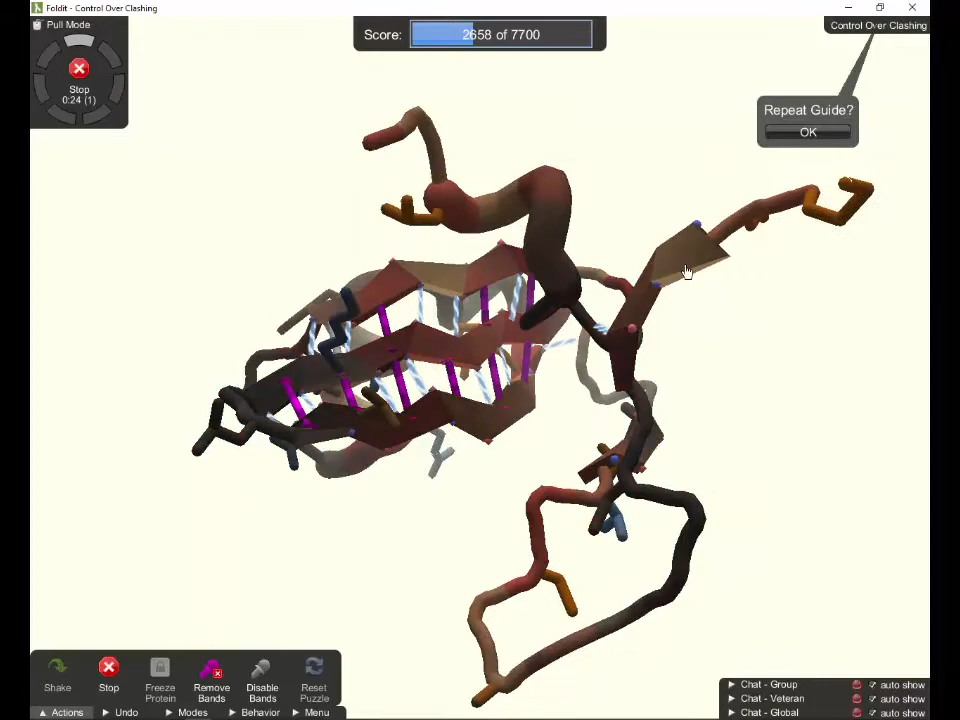 Foldit - Control Over Clashing
Pull Mode
Stop
0:24 (1)
Score: 2658 of 7700
Control Over Clashing
Repeat Guide?
OK
Shake
Stop
Freeze Protein
Remove Bands
Disable Bands
Reset Puzzle
Actions
Undo
Modes
Behavior
Menu
Chat - Group auto show
Chat - Veteran auto show
Chat - Global auto show